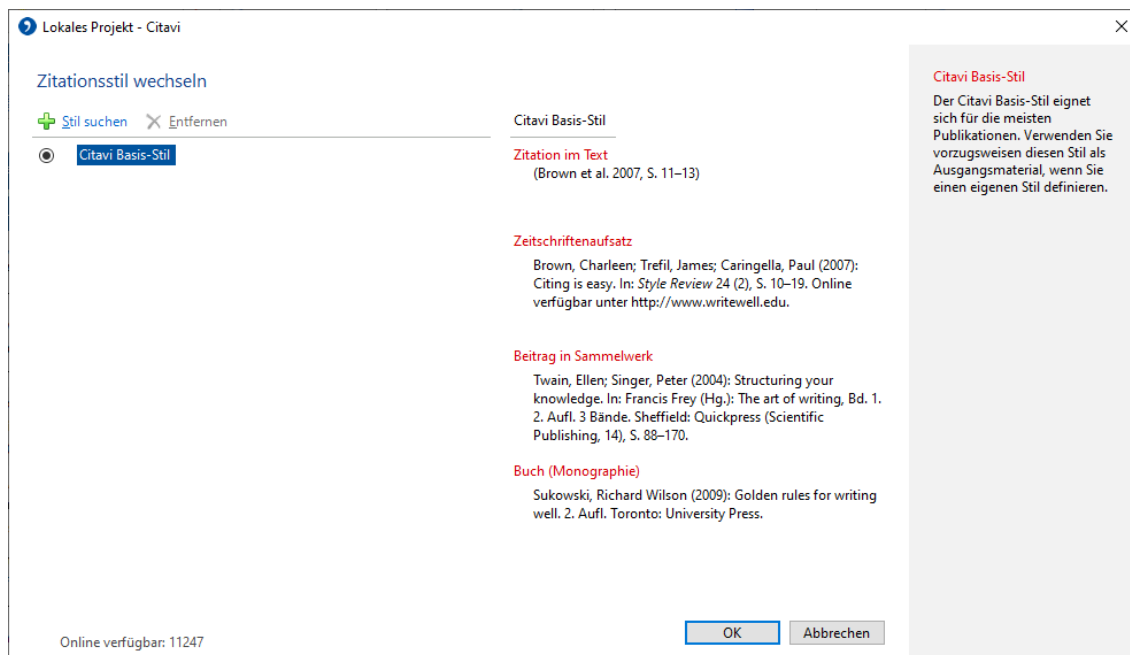 Lokales Projekt - Citavi
Zitationsstil wechseln
Stil suchen Entfernen
Citavi Basis-Stil
Online verfügbar: 11247
Citavi Basis-Stil
Zitation im Text
(Brown et al. 2007, S. 11–13)
Zeitschriftenaufsatz
Brown, Charleen; Trefil, James; Caringella, Paul (2007):
Citing is easy. In: Style Review 24 (2), S. 10–19. Online
verfügbar unter http://www.writewell.edu.
Beitrag in Sammelwerk
Twain, Ellen; Singer, Peter (2004): Structuring your
knowledge. In: Francis Frey (Hg.): The art of writing, Bd. 1.
2. Aufl. 3 Bände. Sheffield: Quickpress (Scientific
Publishing, 14), S. 88–170.
Buch (Monographie)
Sukowski, Richard Wilson (2009): Golden rules for writing
well. 2. Aufl. Toronto: University Press.
OK Abbrechen
Citavi Basis-Stil
Der Citavi Basis-Stil eignet
sich für die meisten
Publikationen. Verwenden Sie
vorzugsweisen diesen Stil als
Ausgangsmaterial, wenn Sie
einen eigenen Stil definieren.